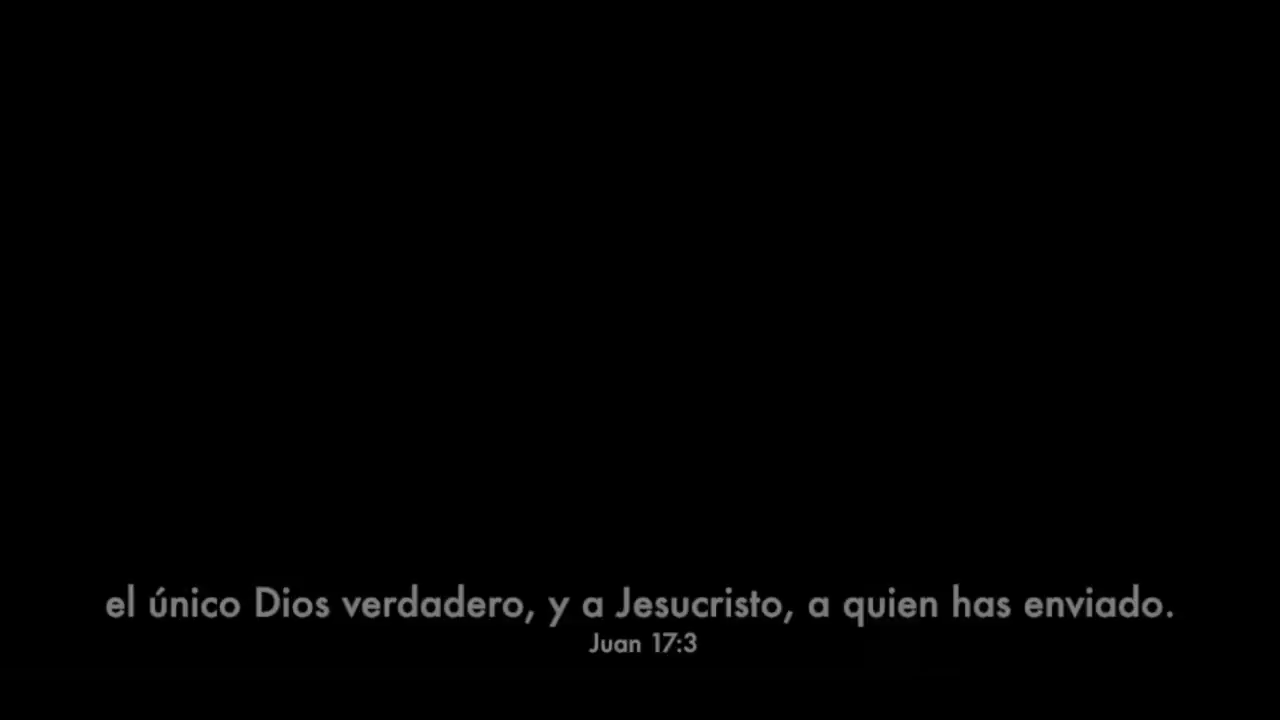 el único Dios verdadero, y a Jesucristo, a quien has enviado.
Juan 17:3